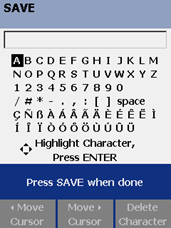 SAVE
A B C D E F G H I J K L M
N O P Q R S T U V W X Y Z
1 2 3 4 5 6 7 8 9 0
/ # * - . , : [ ] space
Ç Ñ ß À Á Â Ã Ä È É Ê Ë Ì
Í Î Ï Ò Ó Ô Õ Ö Ù Ú Û Ü
Highlight Character,
Press ENTER
Press SAVE when done
Move Cursor
Move Cursor
Delete Character